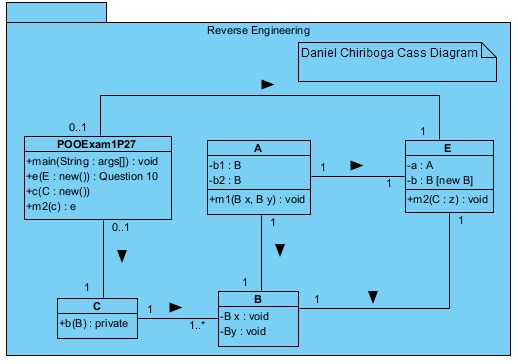 Reverse Engineering
Daniel Chiriboga Cass Diagram
0..1
1
POOExam1P27
+main(String : args[]) : void
+e(E : new()) : Question 10
+c(C : new())
+m2(c) : e
A
-b1 : B
-b2 : B
+m1(B x, B y) : void
1
1
E
-a : A
-b : B [new B]
+m2(C : z) : void
0..1
1
1
1
1
1
C
+b(B) : private
1
1..*
B
-B x : void
-By : void